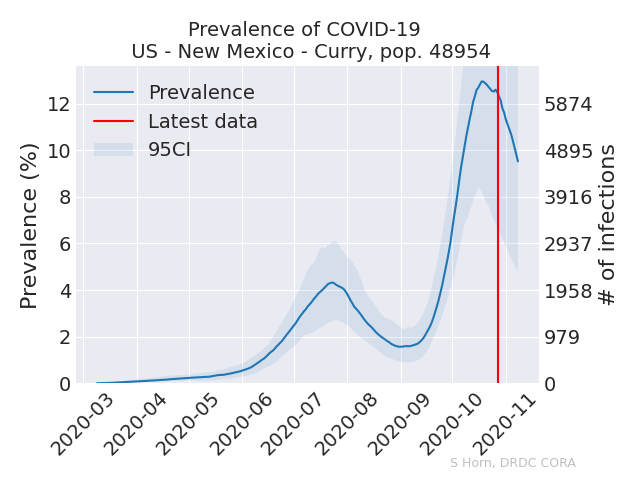 Prevalence of COVID-19
US - New Mexico - Curry, pop. 48954
Prevalence
Latest data
95CI
Prevalence (%)
12
10
8
6
4
2
0
5874
4895
3916
2937
1958
979
0
# of infections
2020-03
2020-04
2020-05
2020-06
2020-07
2020-08
2020-09
2020-10
2020-11
S Horn, DRDC CORA